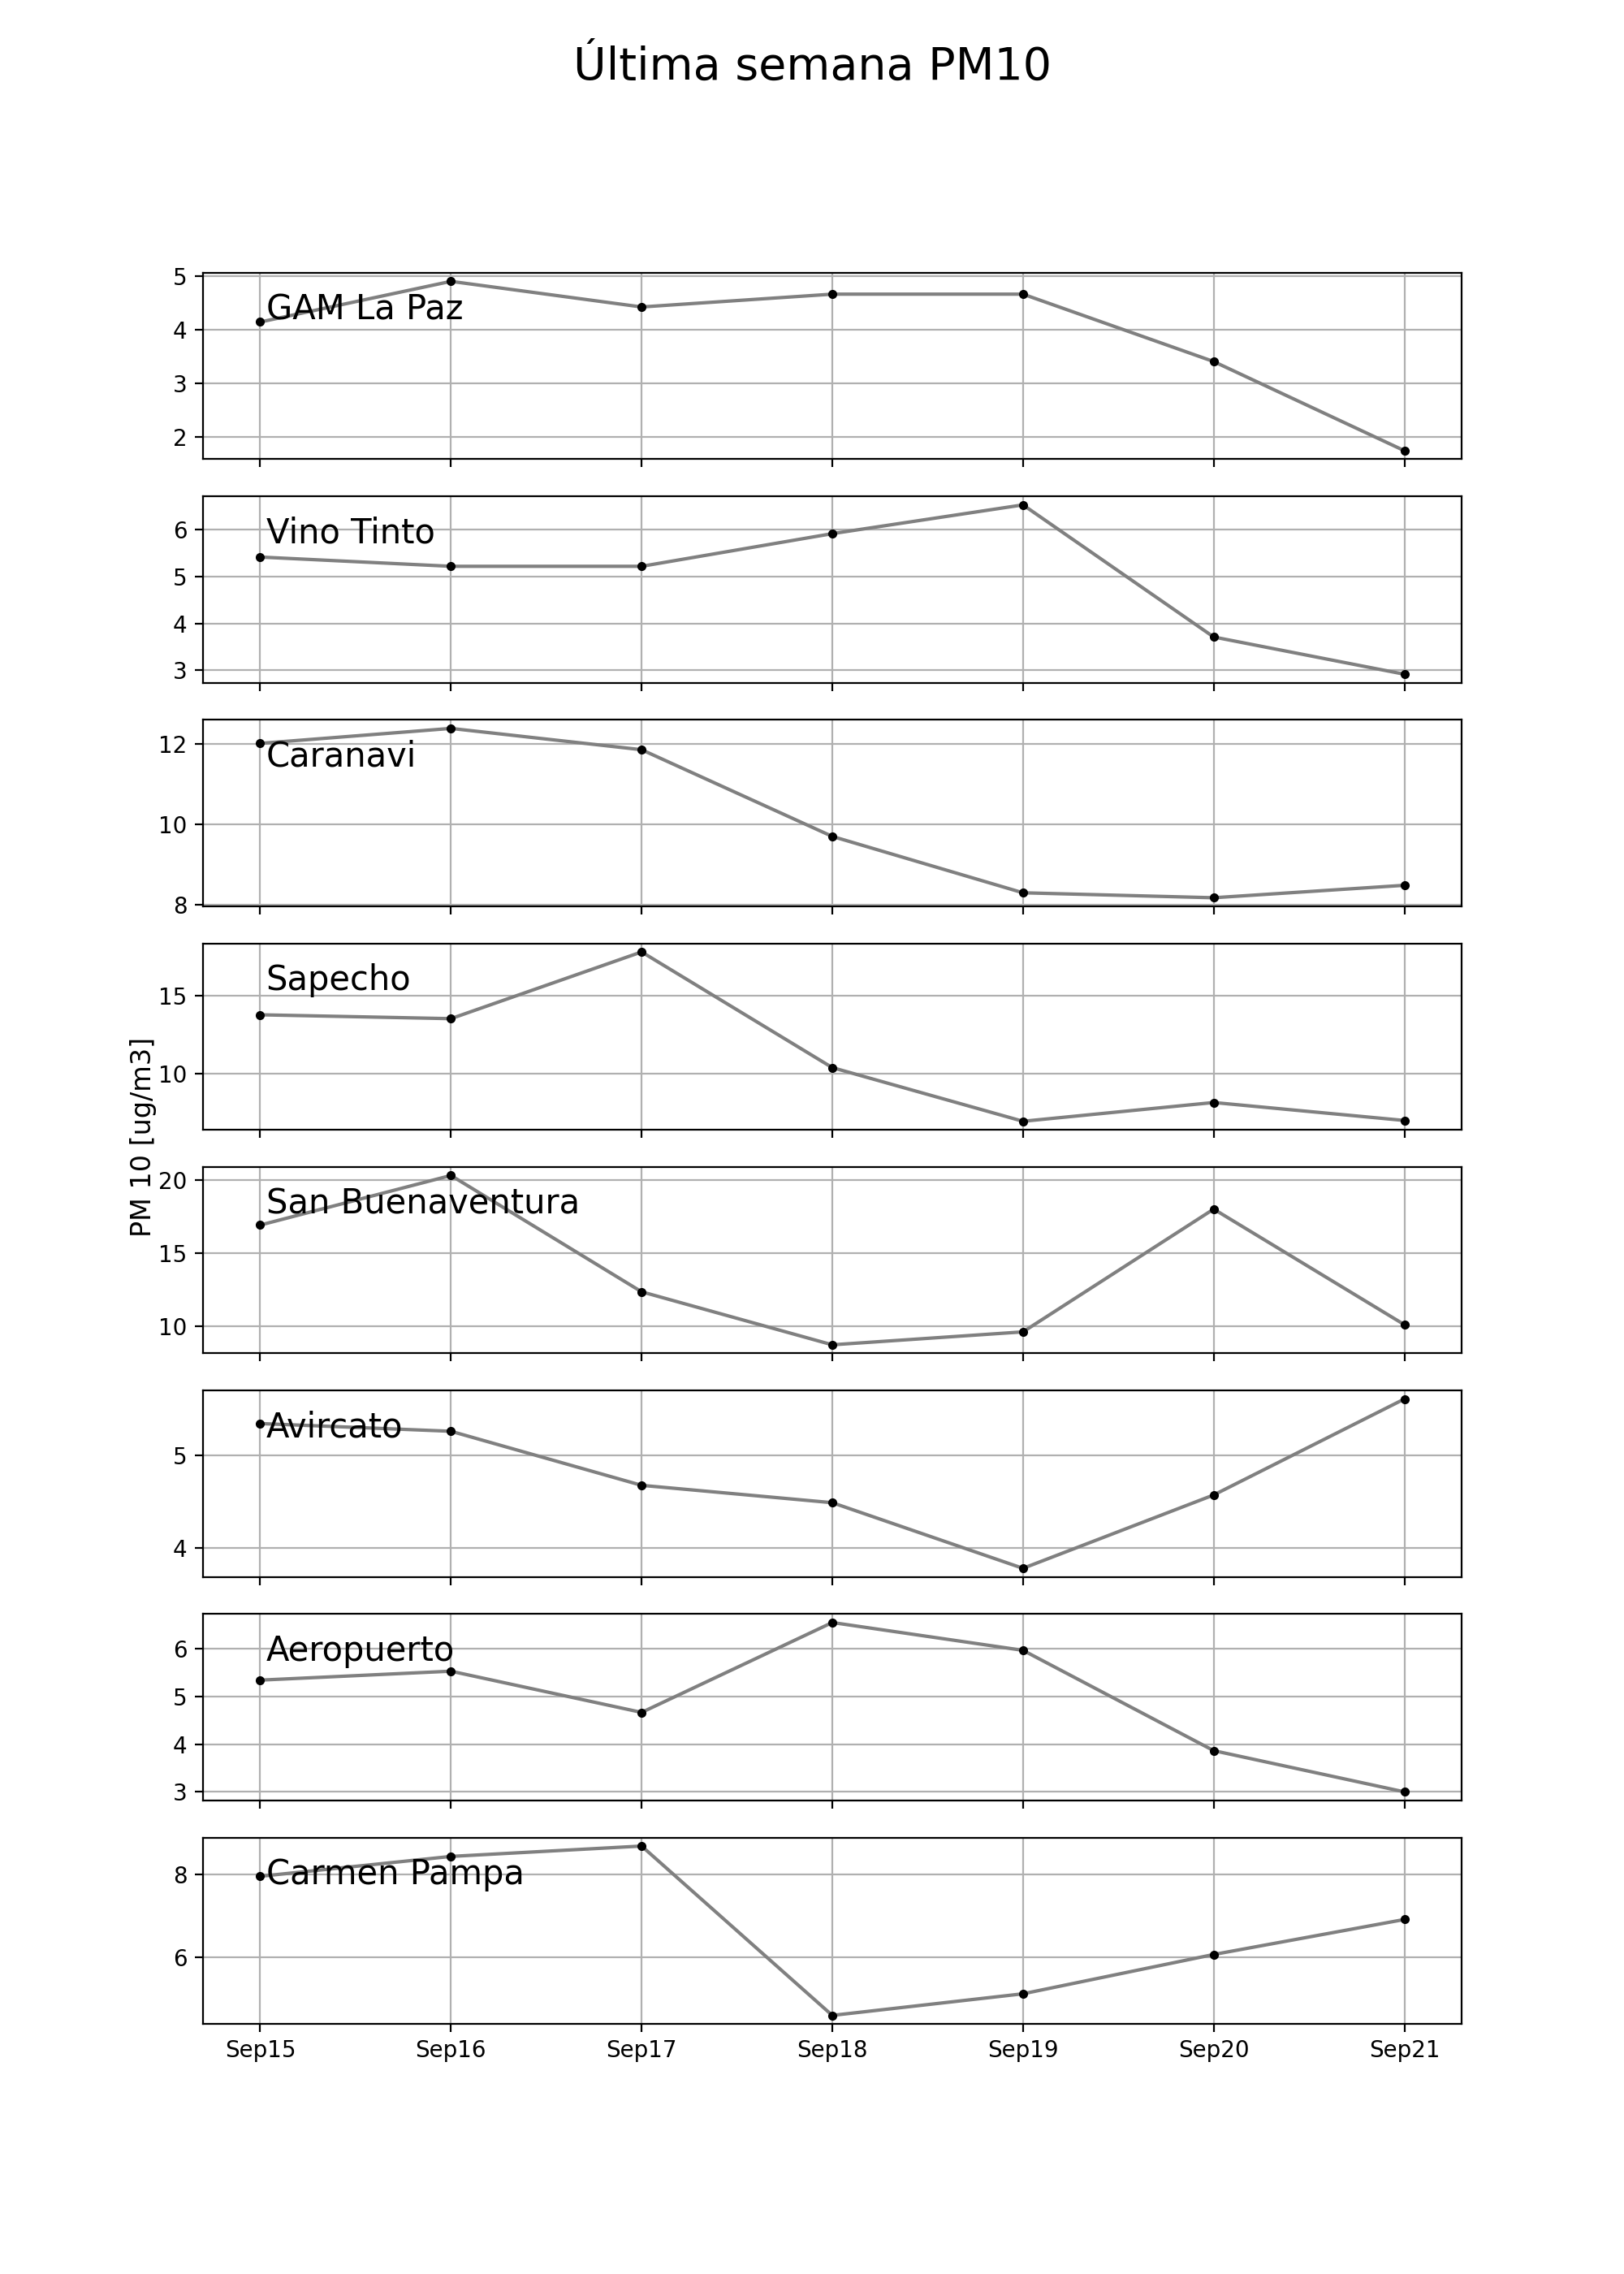 Última semana PM10
PM 10 [ug/m3]
GAM La Paz
5
4
3
2
Vino Tinto
6
5
4
3
Caranavi
12
10
8
Sapecho
15
10
San Buenaventura
20
15
10
Avircato
5
4
Aeropuerto
6
5
4
3
Carmen Pampa
8
6
Sep15 Sep16 Sep17 Sep18 Sep19 Sep20 Sep21